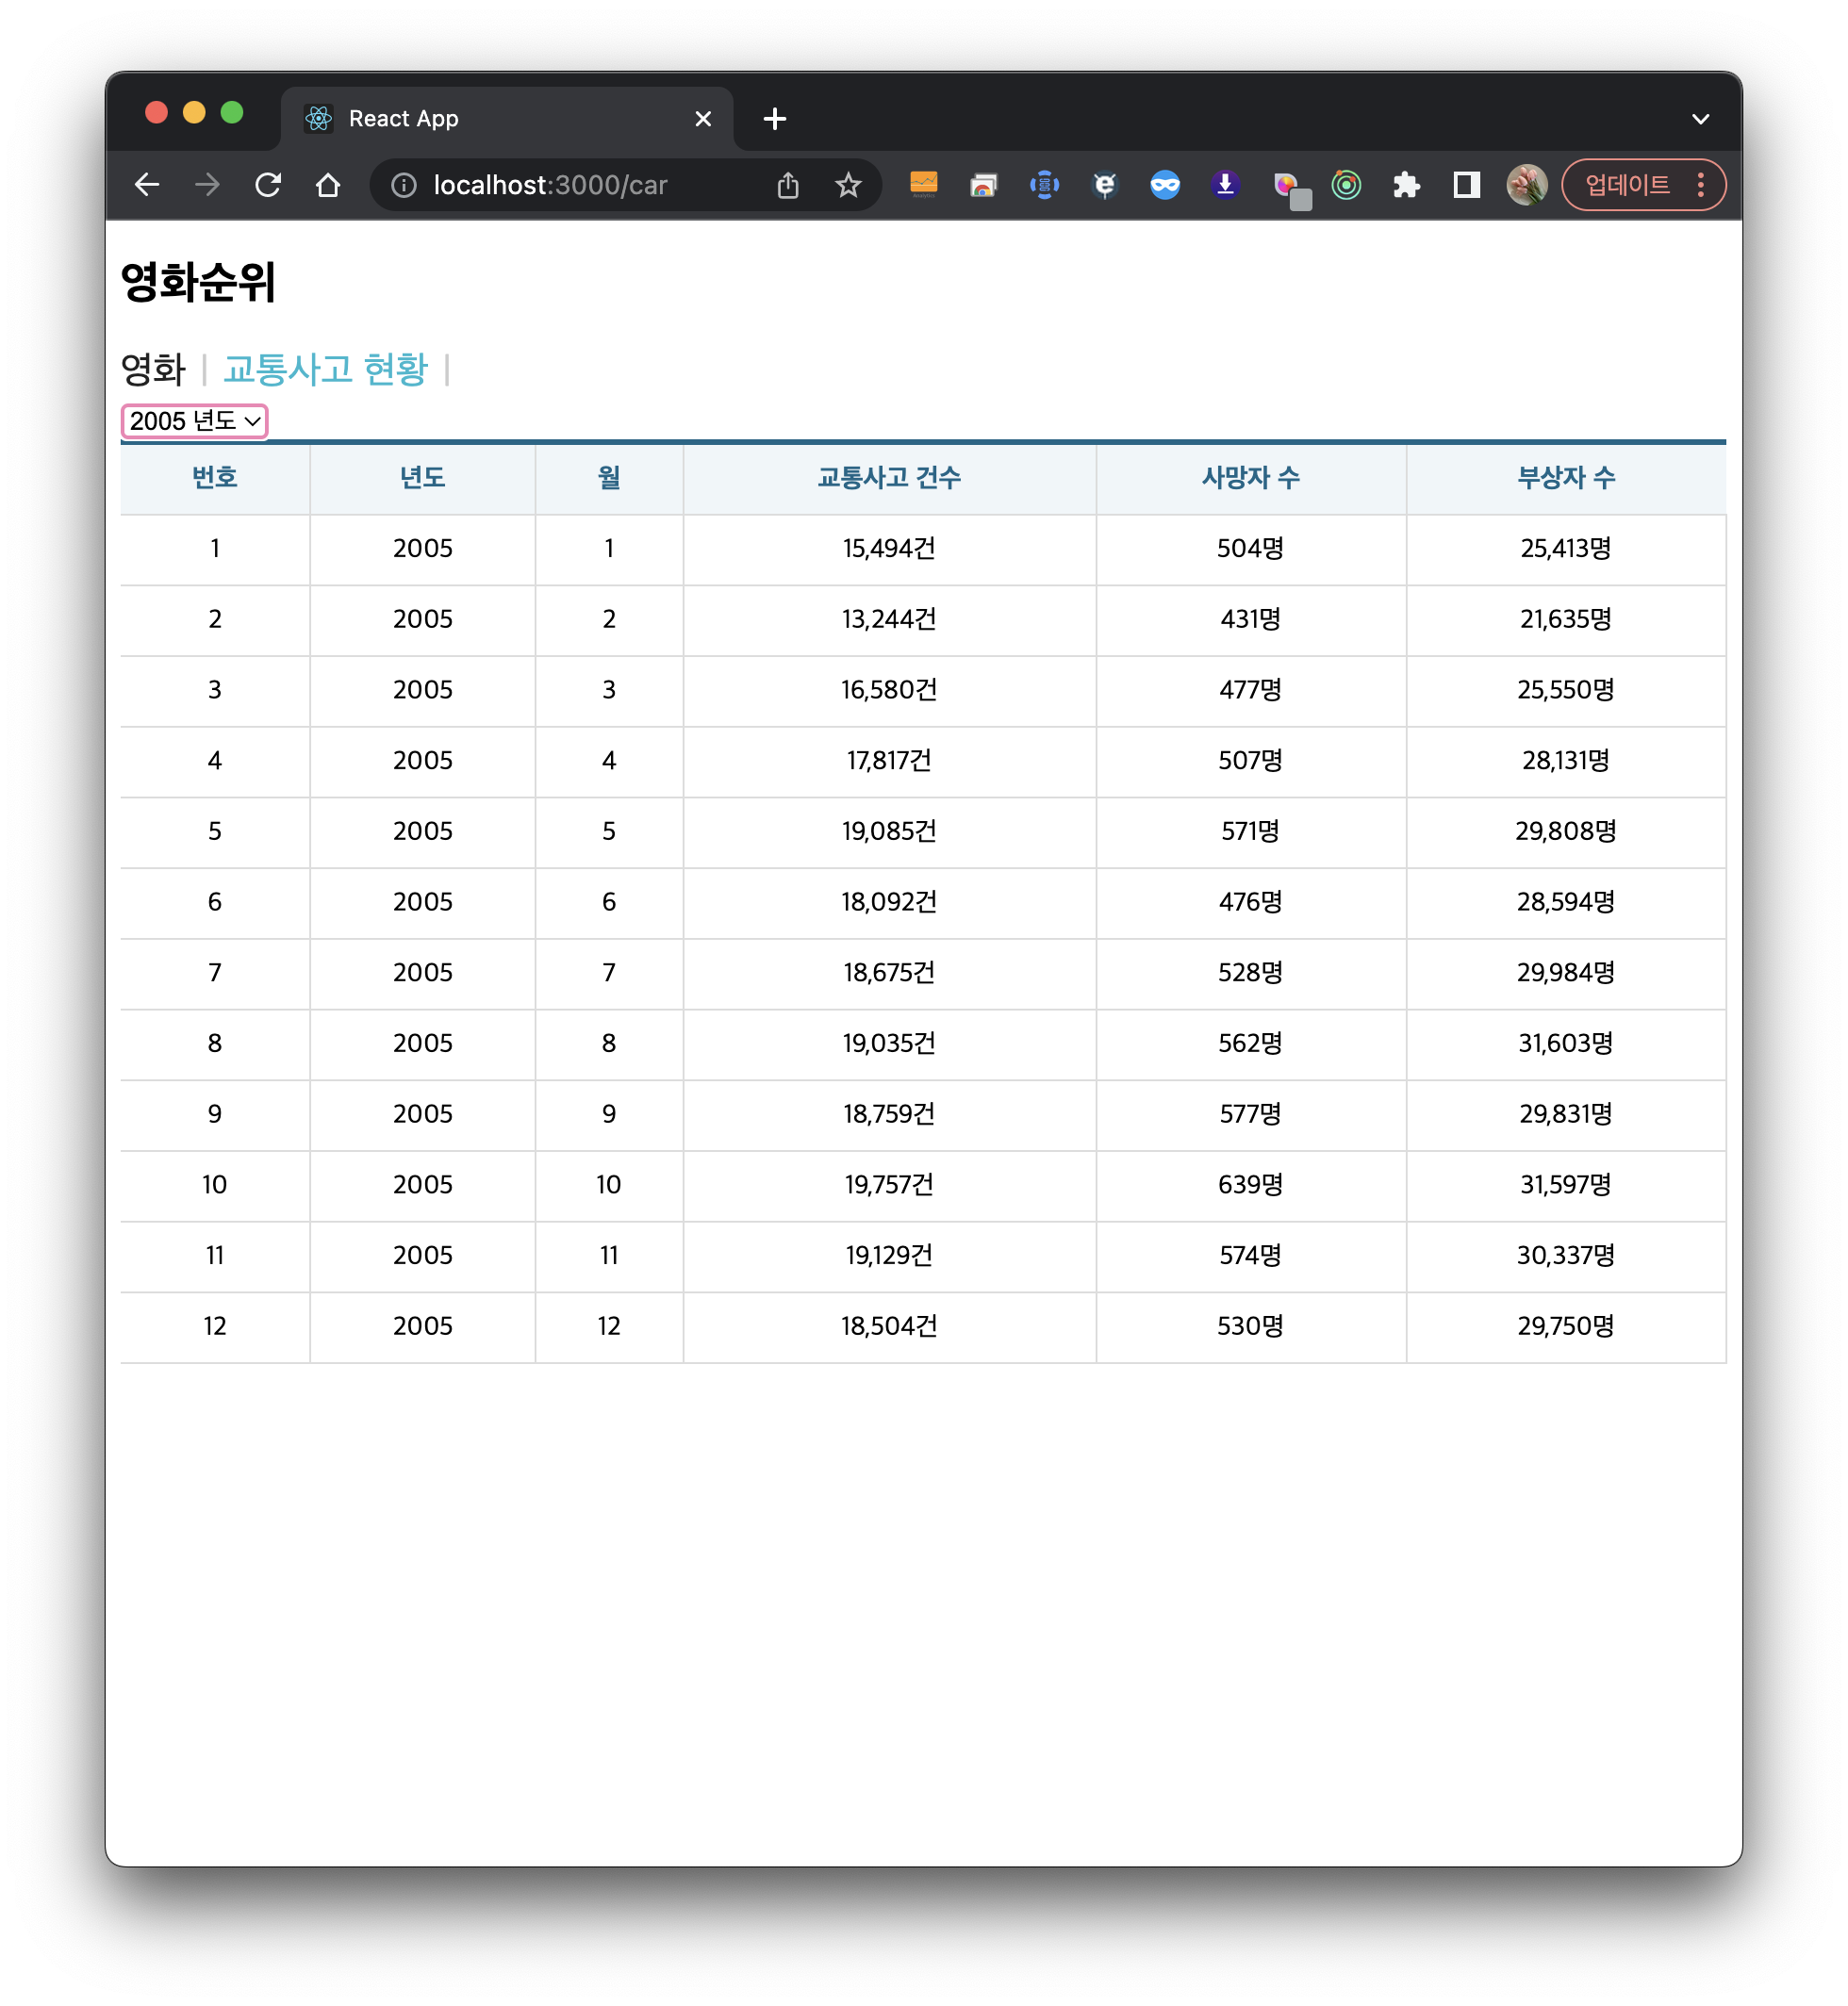 React App
localhost:3000/car
업데이트
영화순위
영화 | 교통사고 현황 |
2005 년도
번호 년도 월 교통사고 건수 사망자 수 부상자 수
1 2005 1 15,494건 504명 25,413명
2 2005 2 13,244건 431명 21,635명
3 2005 3 16,580건 477명 25,550명
4 2005 4 17,817건 507명 28,131명
5 2005 5 19,085건 571명 29,808명
6 2005 6 18,092건 476명 28,594명
7 2005 7 18,675건 528명 29,984명
8 2005 8 19,035건 562명 31,603명
9 2005 9 18,759건 577명 29,831명
10 2005 10 19,757건 639명 31,597명
11 2005 11 19,129건 574명 30,337명
12 2005 12 18,504건 530명 29,750명